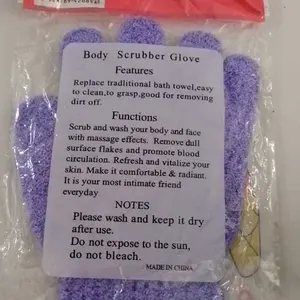 Body Scrubber Glove
Features
Replace traditional bath towel,easy
to clean,to grasp,good for removing
dirt off.
Functions
Scrub and wash your body and face
with massage effects. Remove dull
surface flakes and promote blood
circulation. Refresh and vitalize your
skin. Make it comfortable & radiant.
It is your most intimate friend
everyday
NOTES
Please wash and keep it dry
after use.
Do not expose to the sun,
do not bleach.
MADE IN CHINA